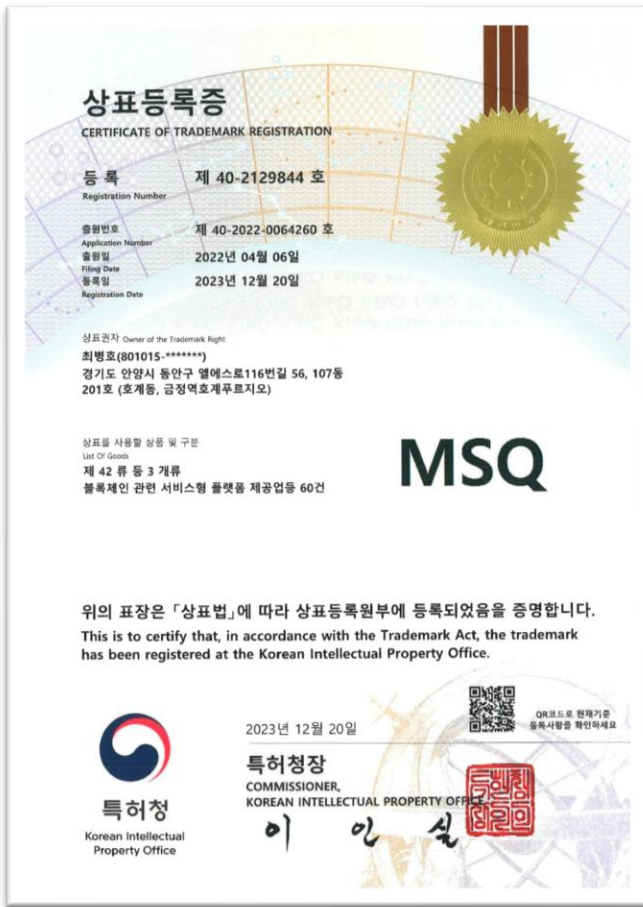 상표등록증
CERTIFICATE OF TRADEMARK REGISTRATION
등 록 제 40-2129844 호
Registration Number
출원번호 제 40-2022-0064260 호
Application Number
출원일 2022년 04월 06일
Filing Date
등록일 2023년 12월 20일
Registration Date
상표권자 Owner of the Trademark Right
최병호(801015-*******)
경기도 안양시 동안구 엘에스로116번길 56, 107동
201호 (호계동, 금정역호계푸르지오)
상표를 사용할 상품 및 구분
List Of Goods
제 42 류 등 3 개류
블록체인 관련 서비스형 플랫폼 제공업등 60건
MSQ
위의 표장은 「상표법」에 따라 상표등록원부에 등록되었음을 증명합니다.
This is to certify that, in accordance with the Trademark Act, the trademark
has been registered at the Korean Intellectual Property Office.
QR코드로 현재기준
등록사항을 확인하세요
2023년 12월 20일
특허청장
COMMISSIONER,
KOREAN INTELLECTUAL PROPERTY OFFICE
이 인 실
특허청
Korean Intellectual
Property Office